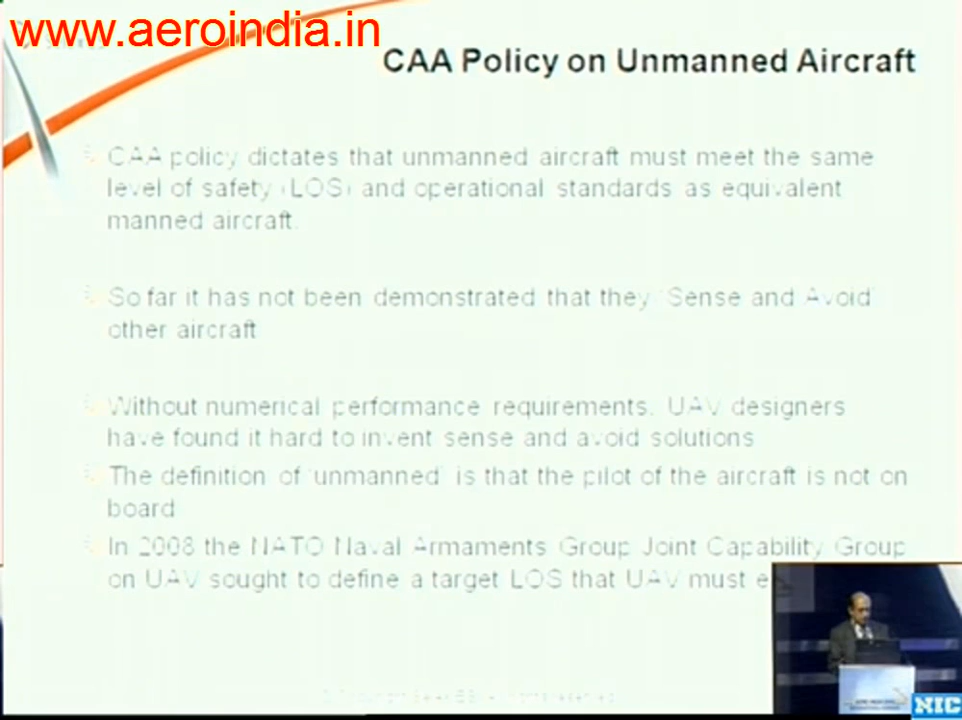 www.aeroindia.in
CAA Policy on Unmanned Aircraft
CAA policy dictates that unmanned aircraft must meet the same
level of safety (LOS) and operational standards as equivalent
manned aircraft.
So far it has not been demonstrated that they 'Sense and Avoid'
other aircraft
Without numerical performance requirements, UAV designers
have found it hard to invent sense and avoid solutions
The definition of 'unmanned' is that the pilot of the aircraft is not on
board
In 2008 the NATO Naval Armaments Group Joint Capability Group
on UAV sought to define a target LOS that UAV must
NIC